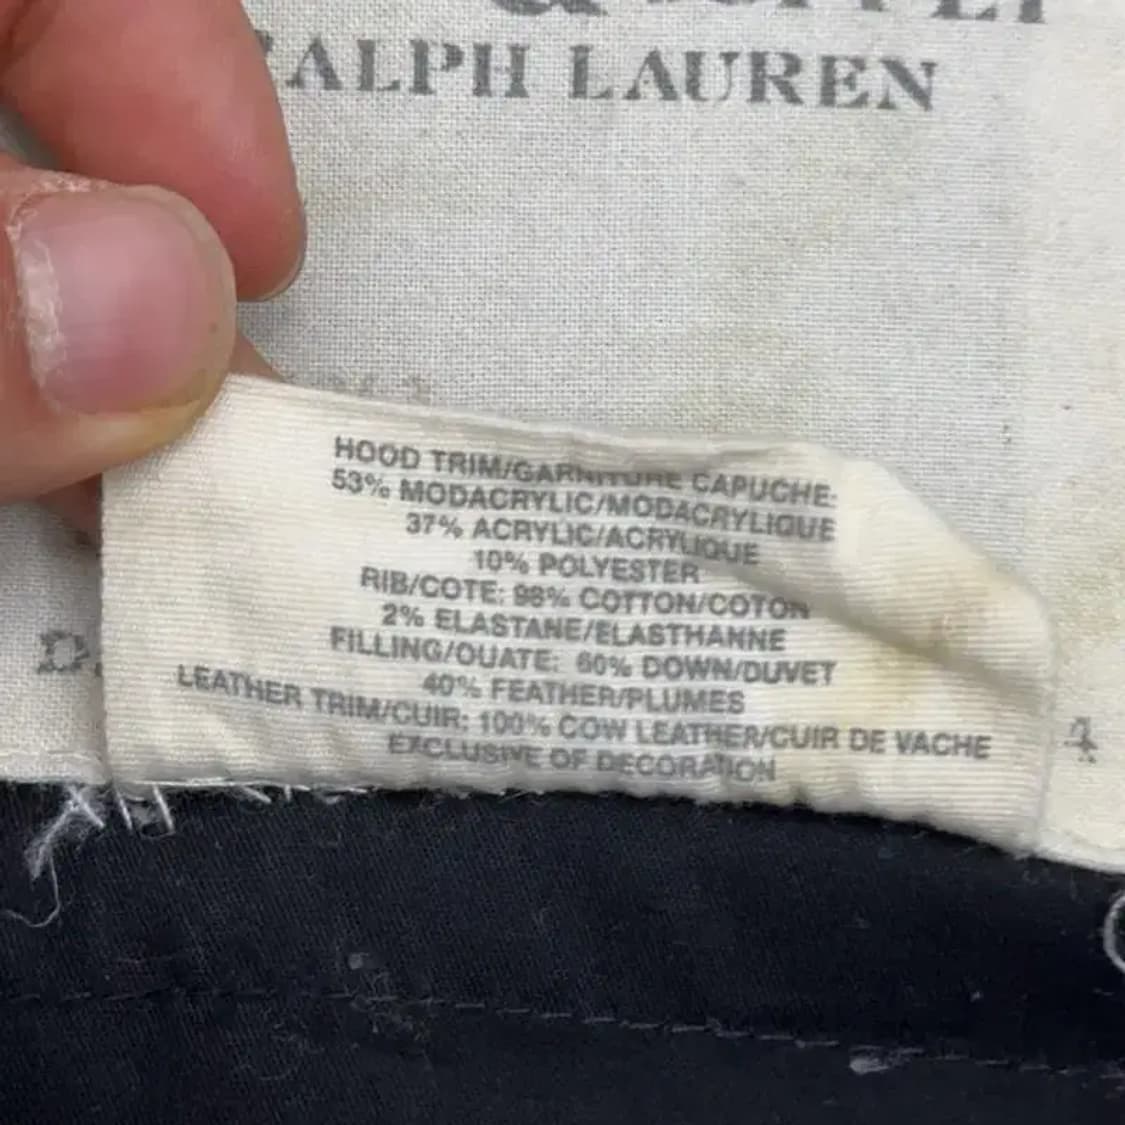 & SUPPLY
RALPH LAUREN
HOOD TRIM/GARNITURE CAPUCHE:
53% MODACRYLIC/MODACRYLIQUE
37% ACRYLIC/ACRYLIQUE
10% POLYESTER
RIB/COTE: 98% COTTON/COTON
2% ELASTANE/ELASTHANNE
FILLING/OUATE: 60% DOWN/DUVET
40% FEATHER/PLUMES
LEATHER TRIM/CUIR: 100% COW LEATHER/CUIR DE VACHE
EXCLUSIVE OF DECORATION
D.
4